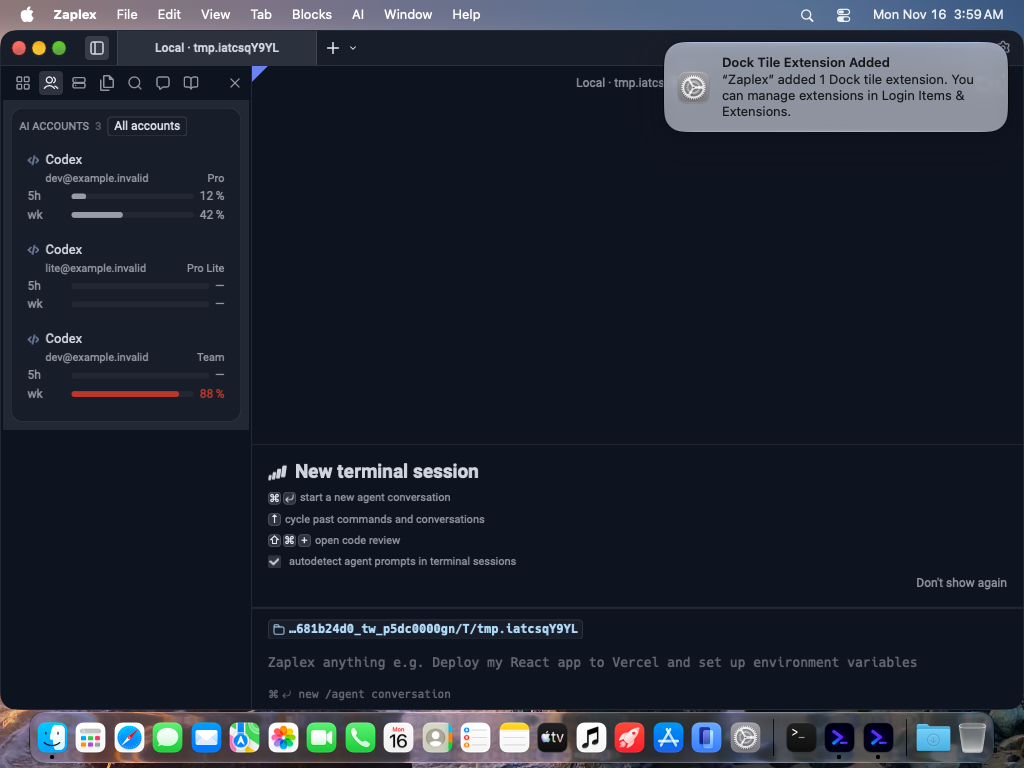 Zaplex File Edit View Tab Blocks AI Window Help Mon Nov 16 3:59 AM
Local · tmp.iatcsqY9YL
Local · tmp.iatcs
Dock Tile Extension Added
“Zaplex” added 1 Dock tile extension. You
can manage extensions in Login Items &
Extensions.
AI ACCOUNTS 3 All accounts
Codex
dev@example.invalid Pro
5h 12 %
wk 42 %
Codex
lite@example.invalid Pro Lite
5h —
wk —
Codex
dev@example.invalid Team
5h —
wk 88 %
New terminal session
⌘ ↵ start a new agent conversation
↑ cycle past commands and conversations
⇧ ⌘ + open code review
autodetect agent prompts in terminal sessions
Don't show again
…681b24d0_tw_p5dc0000gn/T/tmp.iatcsqY9YL
Zaplex anything e.g. Deploy my React app to Vercel and set up environment variables
⌘ ↵ new /agent conversation
Mon
16
tv